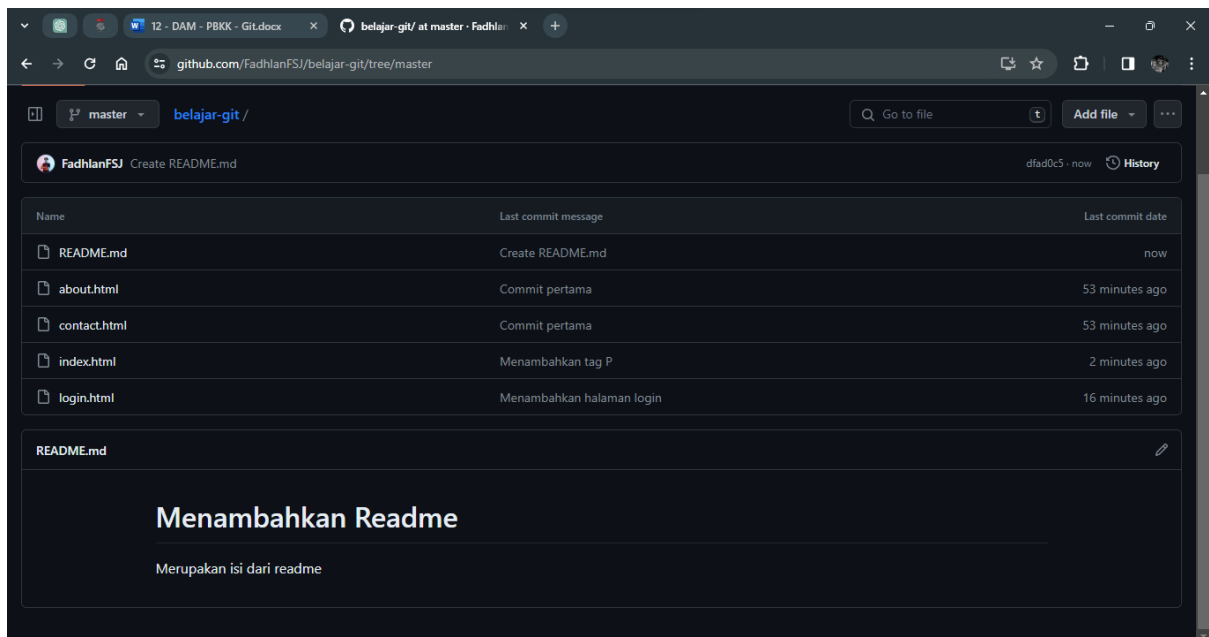 12 - DAM - PBKK - Git.docx
belajar-git/ at master · Fadhlan
github.com/FadhlanFSJ/belajar-git/tree/master
master belajar-git / Go to file t Add file
FadhlanFSJ Create README.md dfad0c5 · now History
Name Last commit message Last commit date
README.md Create README.md now
about.html Commit pertama 53 minutes ago
contact.html Commit pertama 53 minutes ago
index.html Menambahkan tag P 2 minutes ago
login.html Menambahkan halaman login 16 minutes ago
README.md
Menambahkan Readme
Merupakan isi dari readme